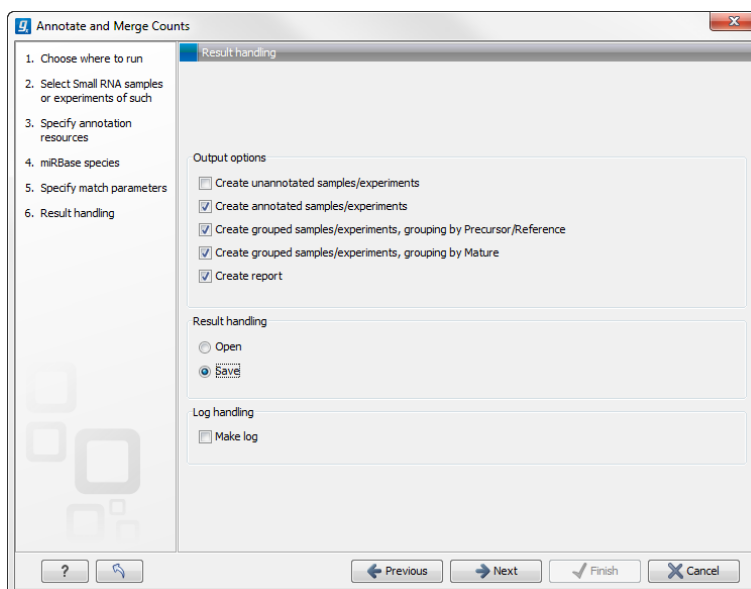 Annotate and Merge Counts
1. Choose where to run
2. Select Small RNA samples
or experiments of such
3. Specify annotation
resources
4. miRBase species
5. Specify match parameters
6. Result handling
Result handling
Output options
Create unannotated samples/experiments
Create annotated samples/experiments
Create grouped samples/experiments, grouping by Precursor/Reference
Create grouped samples/experiments, grouping by Mature
Create report
Result handling
Open
Save
Log handling
Make log
?
Previous
Next
Finish
Cancel